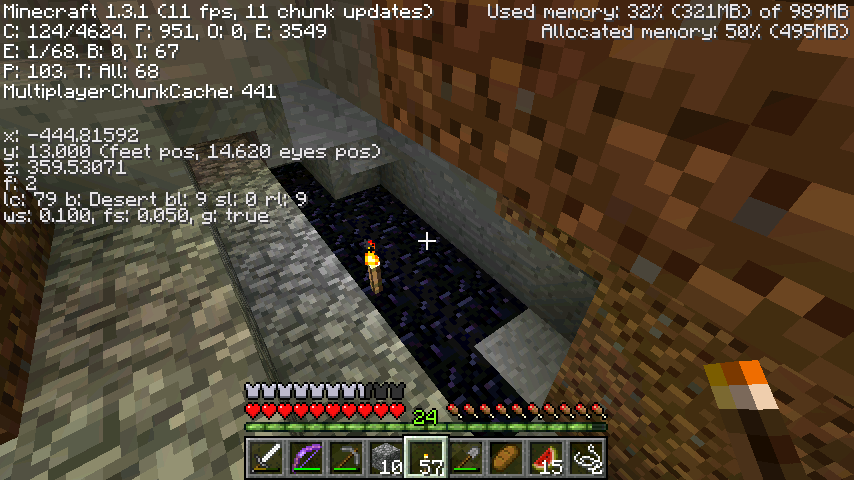 Minecraft 1.3.1 (11 fps, 11 chunk updates)
Used memory: 32% (321MB) of 989MB
C: 124/4624. F: 951, O: 0, E: 3549
Allocated memory: 50% (495MB)
E: 1/68. B: 0, I: 67
P: 103. T: All: 68
MultiplayerChunkCache: 441
x: -444.81592
y: 13.000 (feet pos, 14.620 eyes pos)
z: 359.53071
f: 2
lc: 79 b: Desert bl: 9 sl: 0 rl: 9
ws: 0.100, fs: 0.050, g: true
24
10 57 15 2